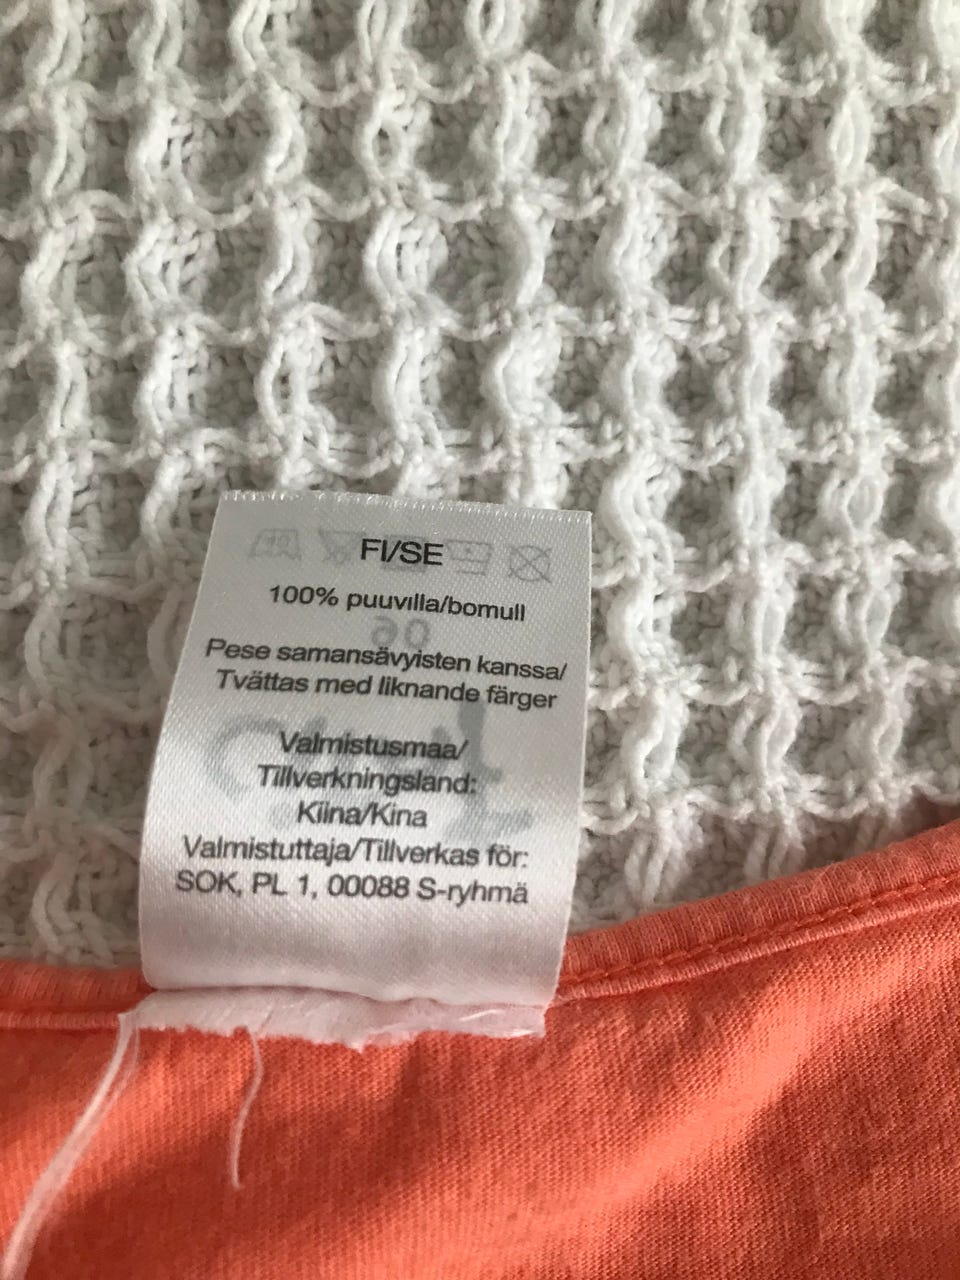 FI/SE
100% puuvilla/bomull
Pese samansävyisten kanssa/
Tvättas med liknande färger
Valmistusmaa/
Tillverkningsland:
Kiina/Kina
Valmistuttaja/Tillverkas för:
SOK, PL 1, 00088 S-ryhmä